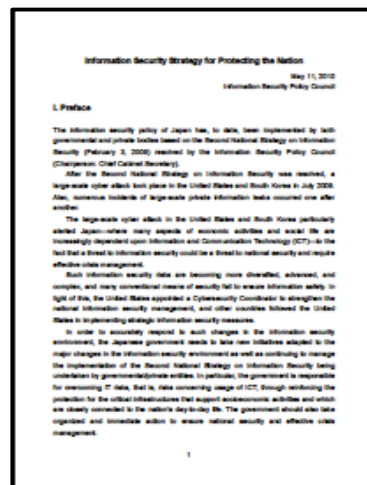 Information Security Strategy for Protecting the Nation
May 11, 2010
Information Security Policy Council
I. Preface
The information security policy of Japan has, to date, been implemented by both
governmental and private bodies based on the Second National Strategy on Information
Security (February 3, 2009) resolved by the Information Security Policy Council
(Chairperson: Chief Cabinet Secretary).
After the Second National Strategy on Information Security was resolved, a
large-scale cyber attack took place in the United States and South Korea in July 2009.
Also, numerous incidents of large-scale private information leaks occurred one after
another.
The large-scale cyber attack in the United States and South Korea particularly
alerted Japan—where many aspects of economic activities and social life are
increasingly dependent upon Information and Communication Technology (ICT)—to the
fact that a threat to information security could be a threat to national security and require
effective crisis management.
Such information security risks are becoming more diversified, advanced, and
complex, and many conventional means of security fail to ensure information safety. In
light of this, the United States appointed a Cybersecurity Coordinator to strengthen the
national information security management, and other countries followed the United
States in implementing strategic information security measures.
In order to accurately respond to such changes in the information security
environment, the Japanese government needs to take new initiatives adapted to the
major changes in the information security environment as well as continuing to manage
the implementation of the Second National Strategy on Information Security being
undertaken by governmental/private entities. In particular, the government is responsible
for overcoming IT risks, that is, risks concerning usage of ICT, through reinforcing the
protection for the critical infrastructures that support socioeconomic activities and which
are closely connected to the nation's day-to-day life. The government should also take
organized and immediate action to ensure national security and effective crisis
management.
1